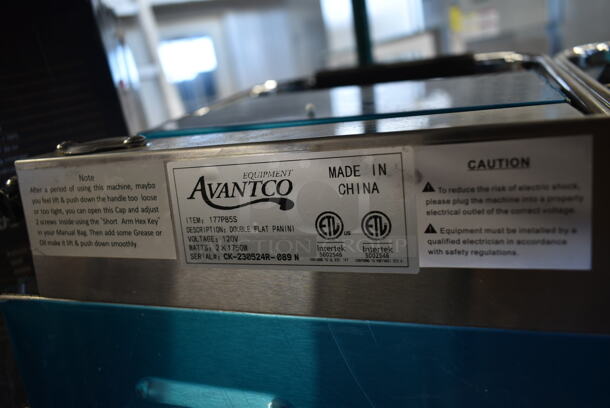 Note
After a period of using this machine, maybe
you feel lift & push down the handle too loose
or too tight, you can open this Cap and adjust
2 screws inside using the "Short Arm Hex Key"
in your Manual Bag. Then add some Grease or
Oil make it lift & push down smoothly.
EQUIPMENT
AVANTCO
MADE IN
CHINA
ITEM: 177P85S
DESCRIPTION: DOUBLE FLAT PANINI
VOLTAGE: 120V
WATTS: 2 X 1750W
SERIAL#: CK-230524R-089 N
ETL ETL
Intertek Intertek
5002546 5002546
CAUTION
To reduce the risk of electric shock,
please plug the machine into a properly
electrical outlet of the correct voltage.
Equipment must be installed by a
qualified electrician in accordance
with safety regulations.